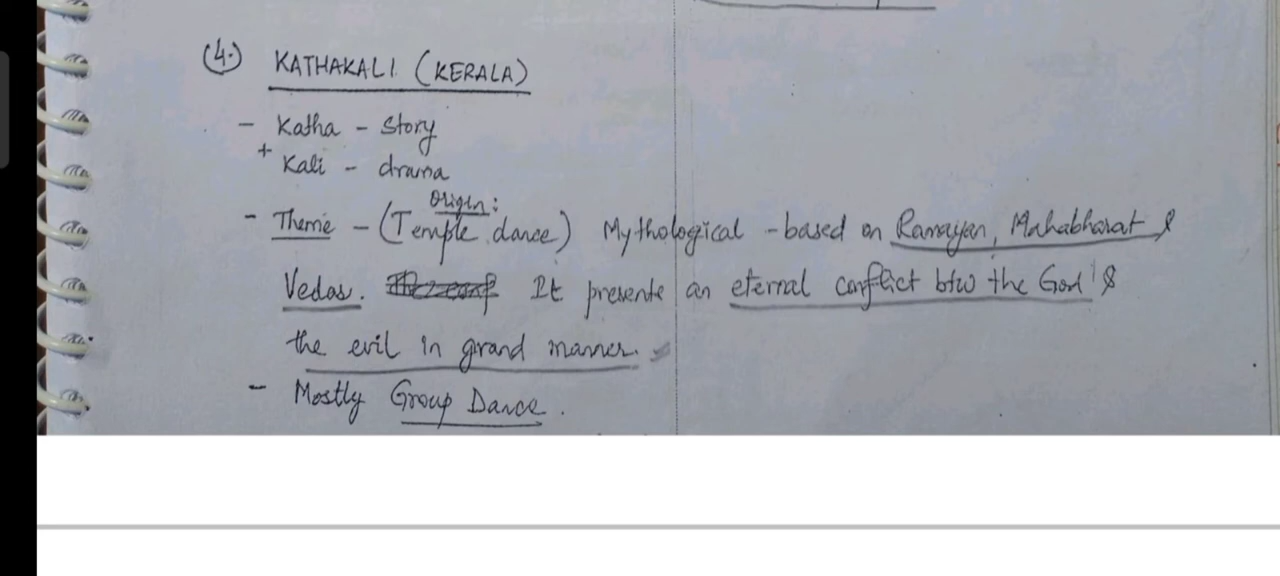 (4.) KATHAKALI (KERALA)
- Katha - Story
+ Kali - drama
Origin:
- Theme - (Temple dance) Mythological - based on Ramayan, Mahabharat &
Vedas. It presents an eternal conflict btw the God &
the evil in grand manner.
- Mostly Group Dance.